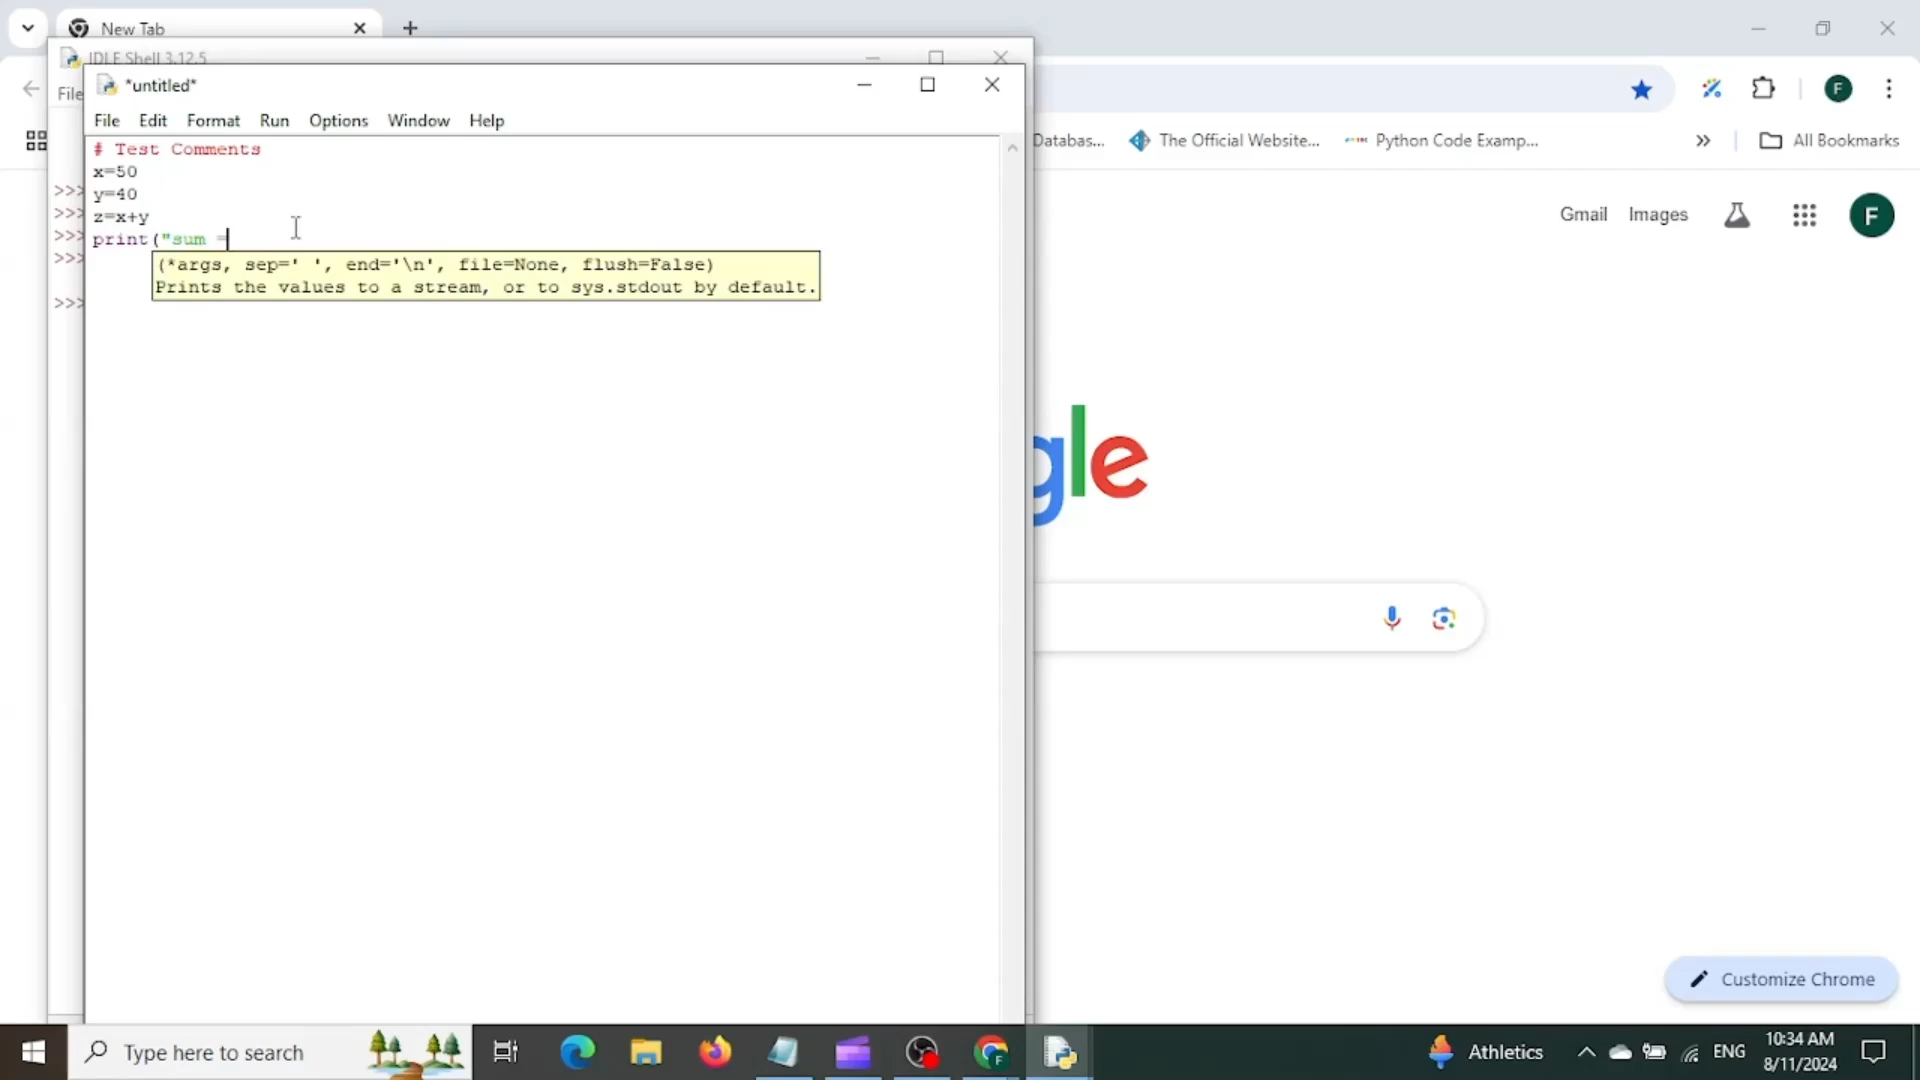 New Tab
IDLE Shell 3.12.5
File
*untitled*
File Edit Format Run Options Window Help
# Test Comments
x=50
y=40
z=x+y
print("sum =
(*args, sep=' ', end='\n', file=None, flush=False)
Prints the values to a stream, or to sys.stdout by default.
>>>
>>>
>>>
>>>
>>>
Databas... The Official Website... Python Code Examp... » All Bookmarks
F
Gmail Images F
gle
Customize Chrome
Type here to search
Athletics ENG 10:34 AM
8/11/2024